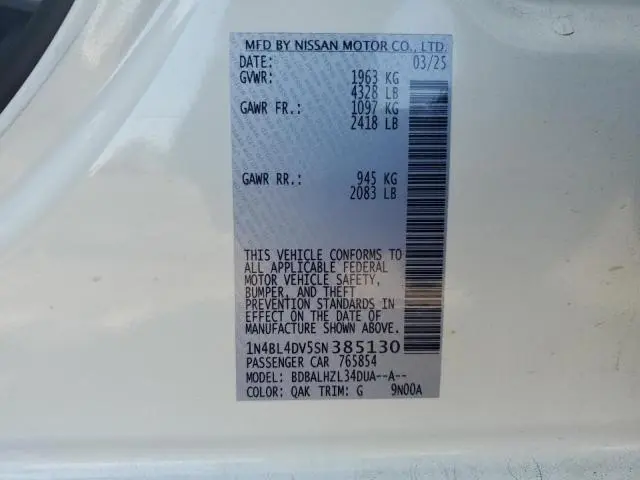 MFD BY NISSAN MOTOR CO., LTD.
DATE: 03/25
GVWR: 1963 KG
4328 LB
GAWR FR.: 1097 KG
2418 LB
GAWR RR.: 945 KG
2083 LB
THIS VEHICLE CONFORMS TO
ALL APPLICABLE FEDERAL
MOTOR VEHICLE SAFETY,
BUMPER, AND THEFT
PREVENTION STANDARDS IN
EFFECT ON THE DATE OF
MANUFACTURE SHOWN ABOVE.
1N4BL4DV5SN385130
PASSENGER CAR 765854
MODEL: BDBALHZL34DUA--A--
COLOR: QAK TRIM: G 9N00A